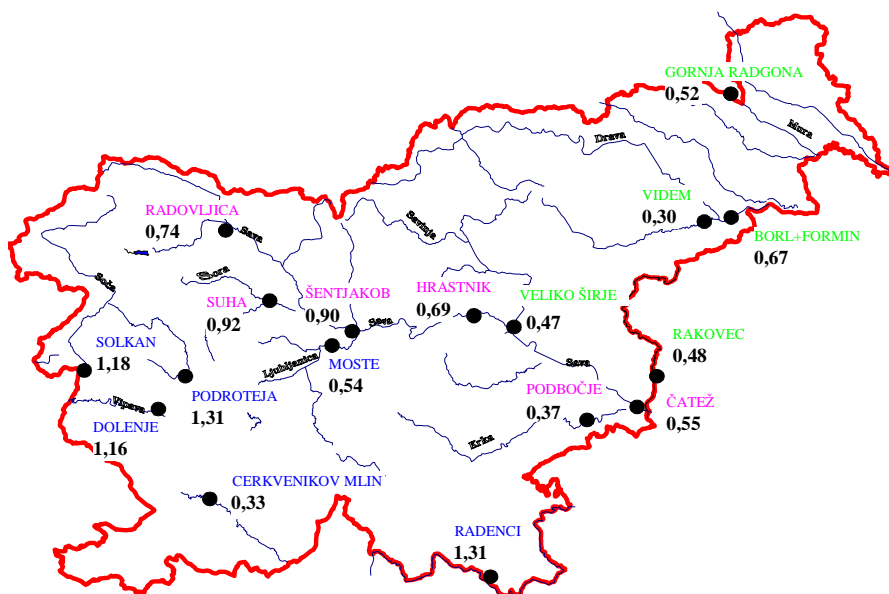 GORNJA RADGONA
0,52
Mura
Drava
VIDEM
0,30
BORL+FORMIN
0,67
RADOVLJICA
0,74
Sava
Savinja
Sora
Soča
SUHA
0,92
ŠENTJAKOB
0,90
Sava
HRASTNIK
0,69
VELIKO ŠIRJE
0,47
SOLKAN
1,18
Ljubljanica
MOSTE
0,54
Sava
RAKOVEC
0,48
PODROTEJA
1,31
Vipava
DOLENJE
1,16
PODBOČJE
0,37
ČATEŽ
0,55
Krka
CERKVENIKOV MLIN
0,33
RADENCI
1,31